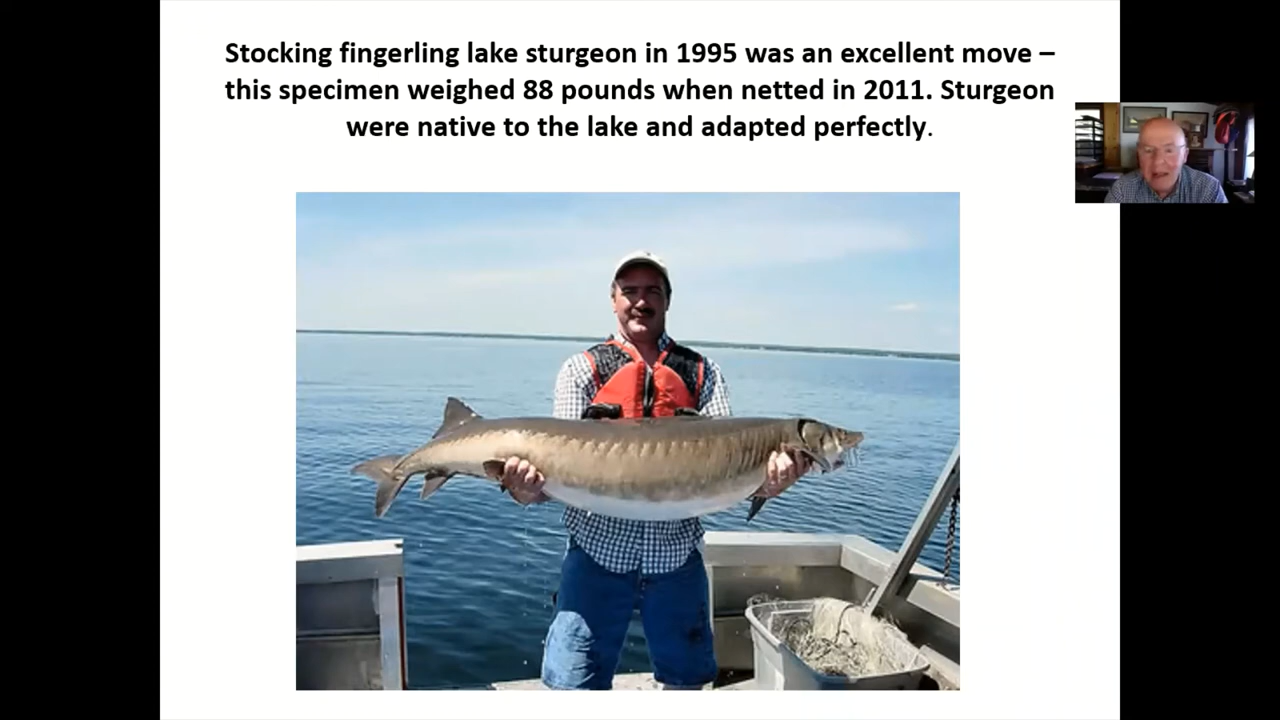 Stocking fingerling lake sturgeon in 1995 was an excellent move –
this specimen weighed 88 pounds when netted in 2011. Sturgeon
were native to the lake and adapted perfectly.